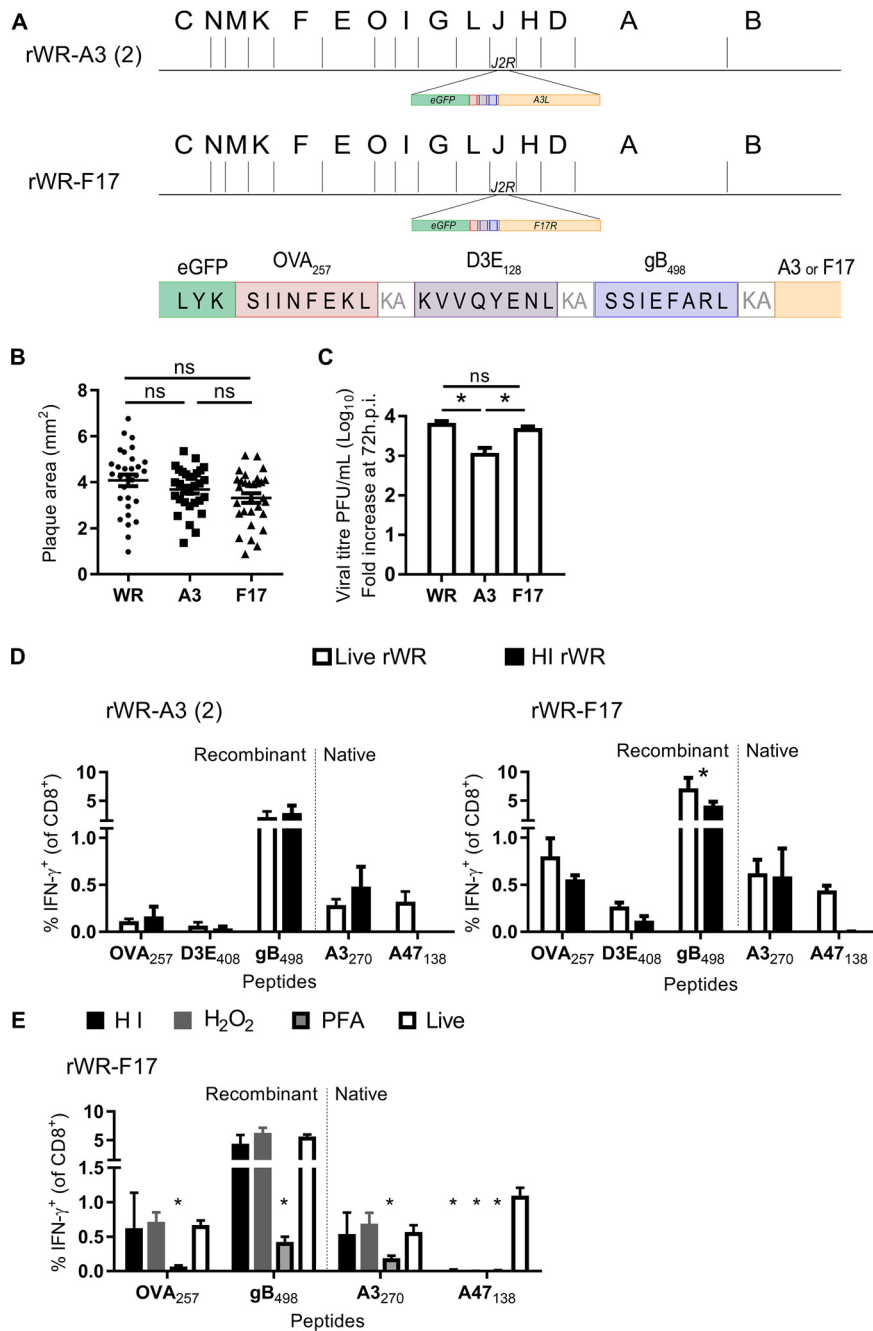 A
C N M K F E O I G L J H D A B
rWR-A3 (2)
J2R
eGFP A3L
C N M K F E O I G L J H D A B
rWR-F17
J2R
eGFP F17R
eGFP OVA257 D3E128 gB498 A3 or F17
LYK SIINFEKL KA KVVQYENL KA SSIEFARL KA
B
ns
ns ns
Plaque area (mm2)
8
6
4
2
0
WR A3 F17
C
ns
* *
Viral titre PFU/mL (Log10)
Fold increase at 72h.p.i.
4
3
2
1
0
WR A3 F17
D
Live rWR HI rWR
rWR-A3 (2)
Recombinant Native
% IFN-γ+ (of CD8+)
10
5
1.0
0.5
0.0
OVA257 D3E408 gB498 A3270 A47138
Peptides
rWR-F17
Recombinant Native
*
% IFN-γ+ (of CD8+)
10
5
1.0
0.5
0.0
OVA257 D3E408 gB498 A3270 A47138
Peptides
E
H I H2O2 PFA Live
rWR-F17
Recombinant Native
% IFN-γ+ (of CD8+)
10
5
1.5
1.0
0.5
0.0
* * * * * *
OVA257 gB498 A3270 A47138
Peptides